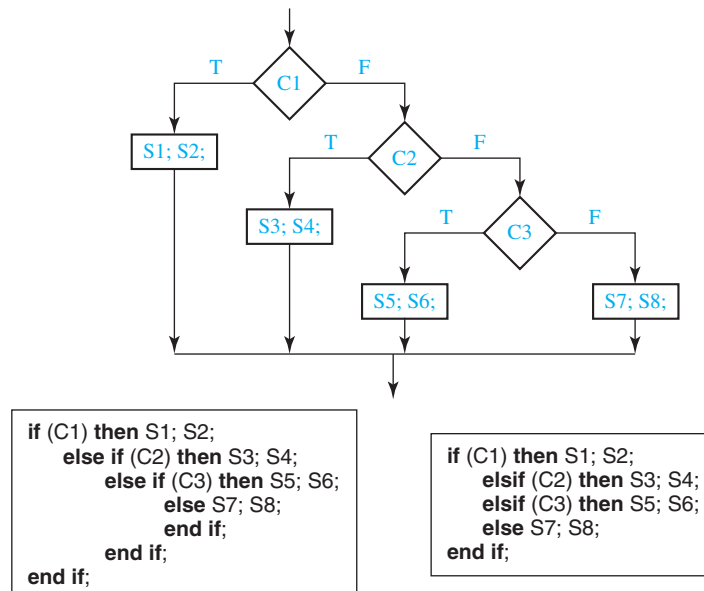 T
C1
F
S1; S2;
T
C2
F
S3; S4;
T
C3
F
S5; S6;
S7; S8;
if (C1) then S1; S2;
else if (C2) then S3; S4;
else if (C3) then S5; S6;
else S7; S8;
end if;
end if;
end if;
if (C1) then S1; S2;
elsif (C2) then S3; S4;
elsif (C3) then S5; S6;
else S7; S8;
end if;